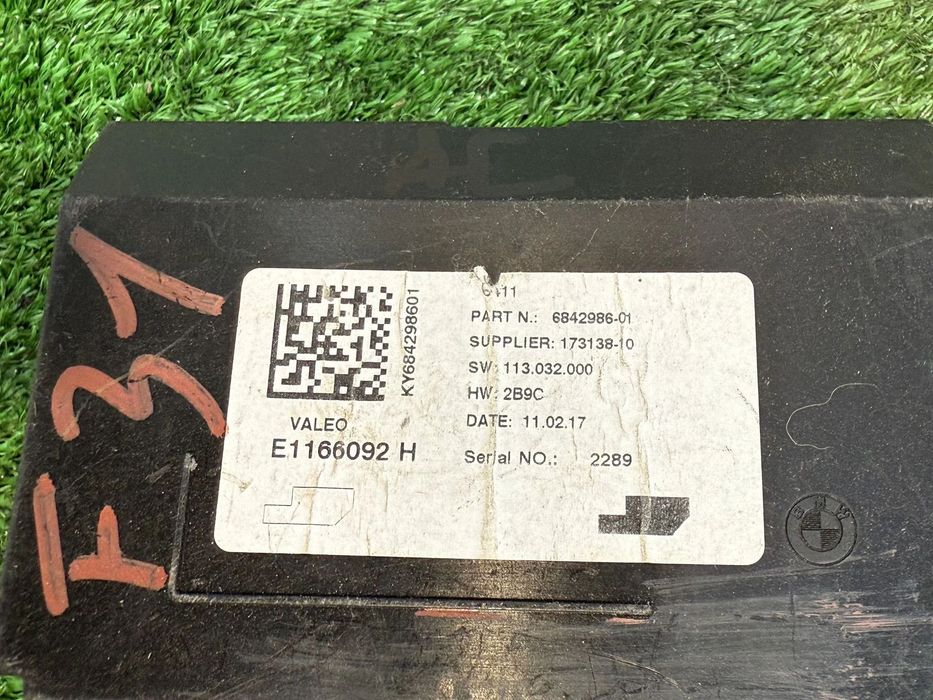 F31
KY684298601
VALEO
E1166092 H
6411
PART N.: 6842986-01
SUPPLIER: 173138-10
SW: 113.032.000
HW: 2B9C
DATE: 11.02.17
Serial NO.: 2289
BMW